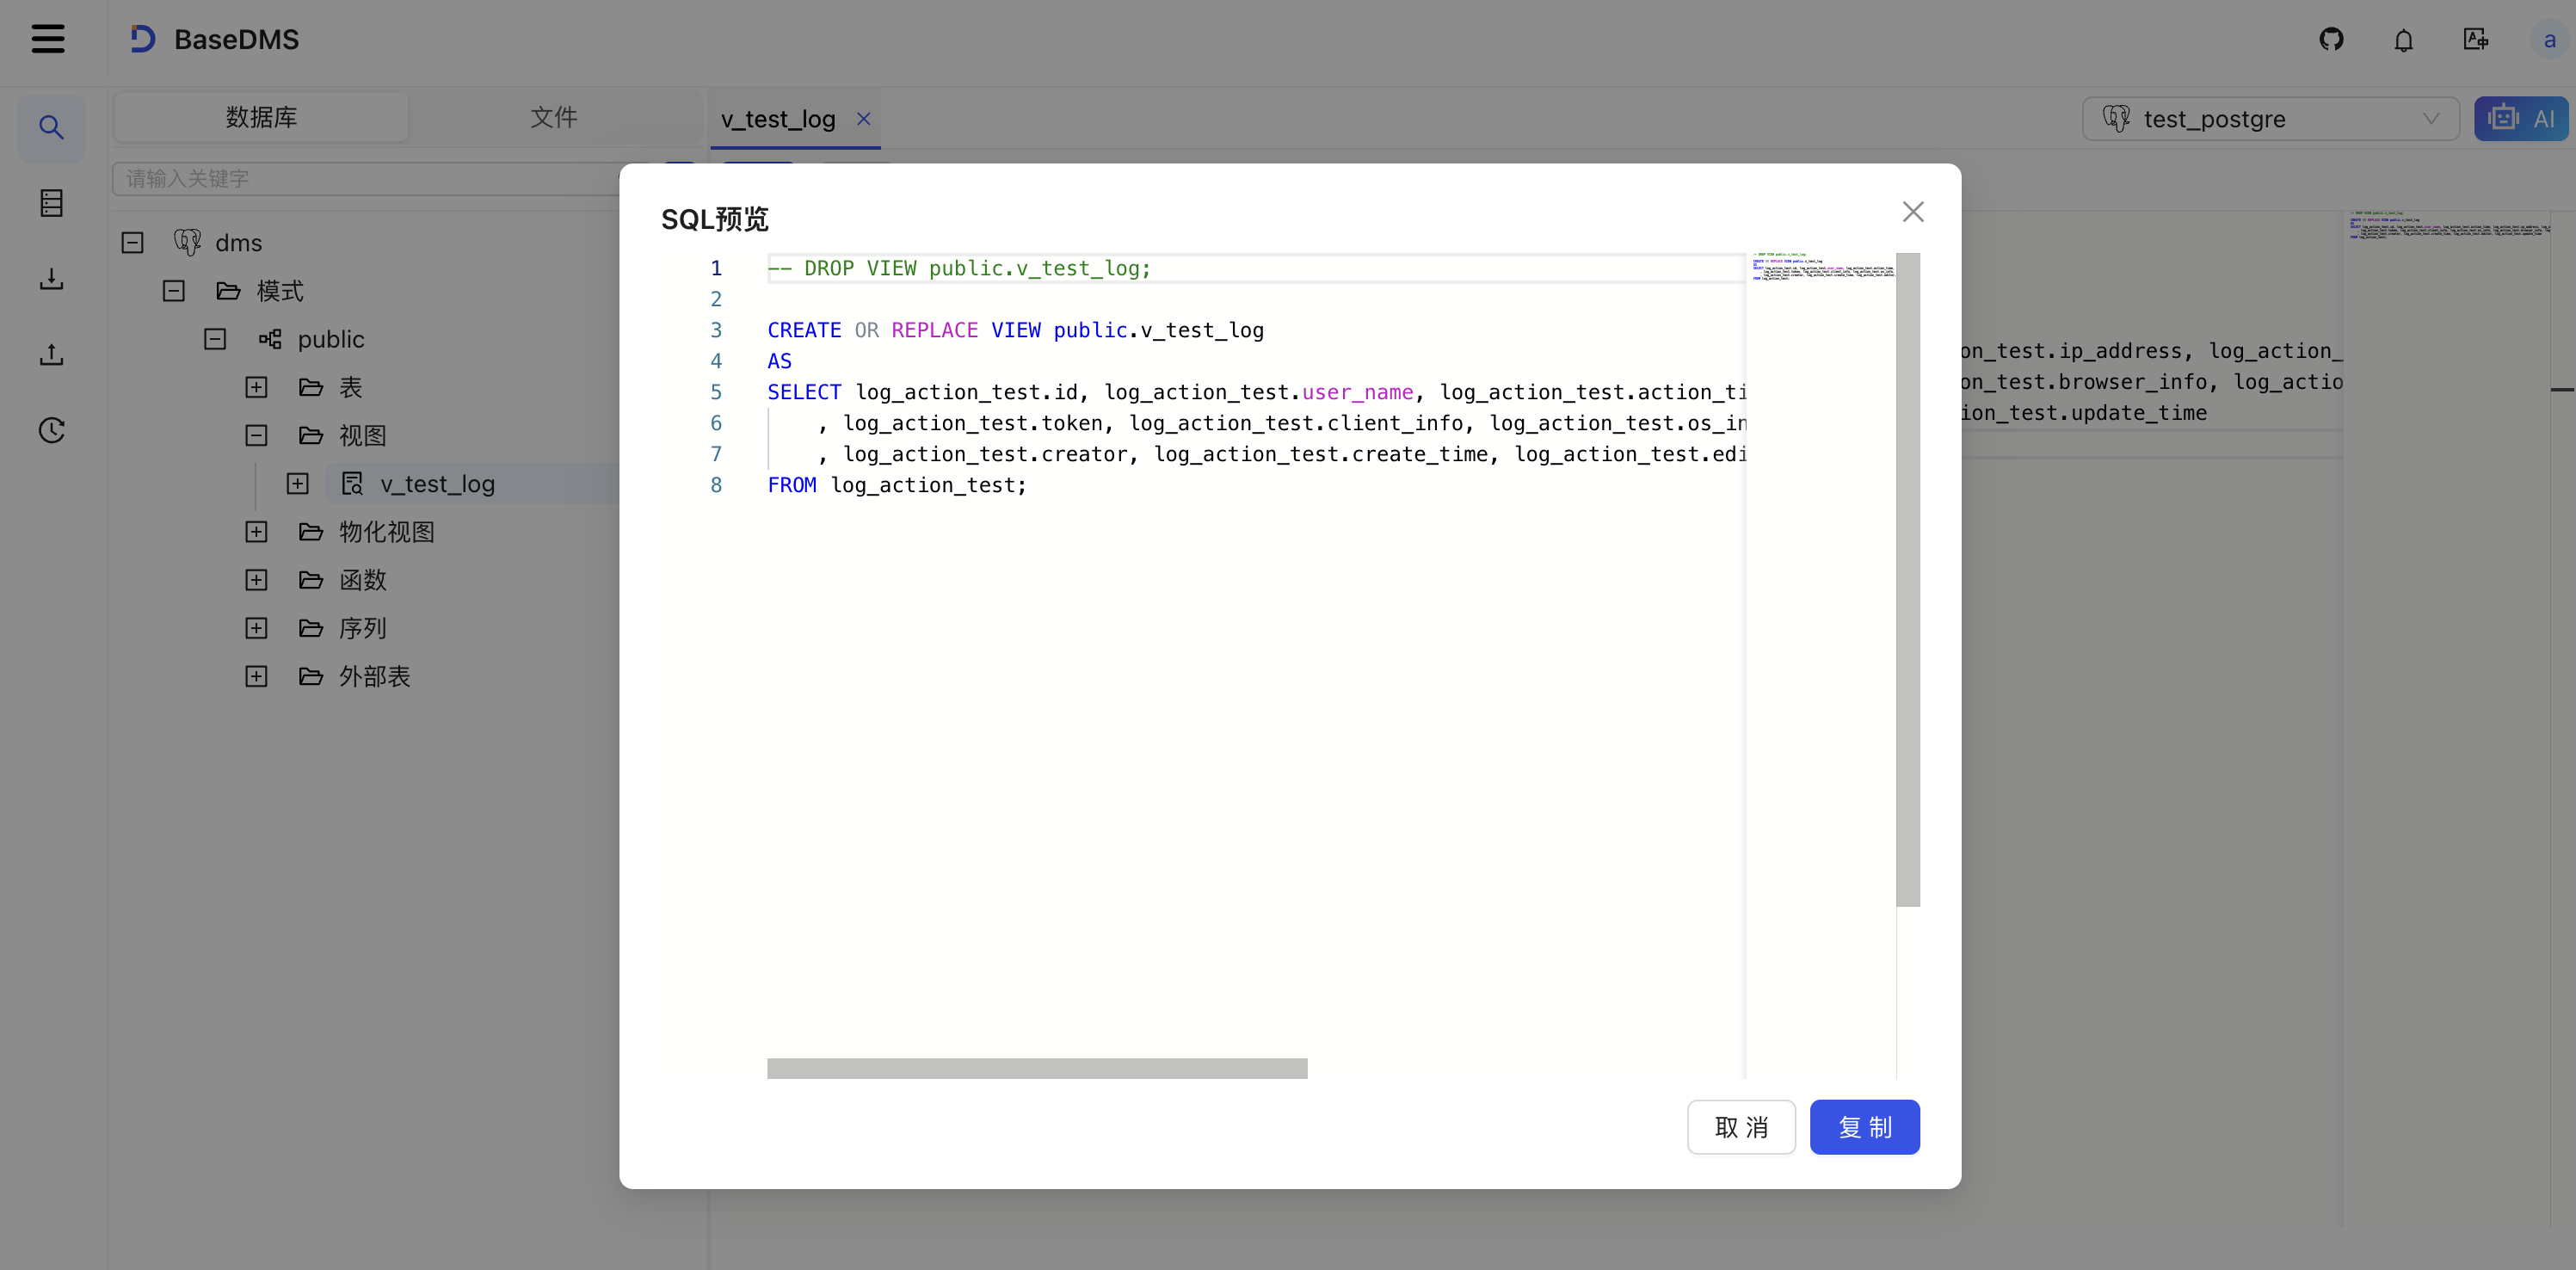 BaseDMS
a
数据库
文件
v_test_log
test_postgre
AI
请输入关键字
dms
模式
public
表
视图
v_test_log
物化视图
函数
序列
外部表
SQL预览
1 -- DROP VIEW public.v_test_log;
2
3 CREATE OR REPLACE VIEW public.v_test_log
4 AS
5 SELECT log_action_test.id, log_action_test.user_name, log_action_test.action_ti
6 , log_action_test.token, log_action_test.client_info, log_action_test.os_in
7 , log_action_test.creator, log_action_test.create_time, log_action_test.edi
8 FROM log_action_test;
on_test.ip_address, log_action_
on_test.browser_info, log_actio
ion_test.update_time
取 消
复 制